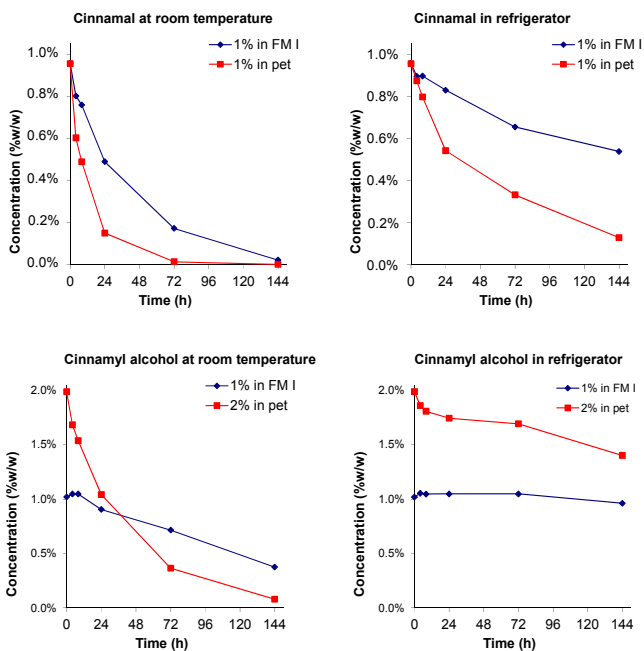 Cinnamal at room temperature
1% in FM I
1% in pet
Concentration (%w/w)
1.0%
0.8%
0.6%
0.4%
0.2%
0.0%
0 24 48 72 96 120 144
Time (h)
Cinnamal in refrigerator
1% in FM I
1% in pet
Concentration (%w/w)
1.0%
0.8%
0.6%
0.4%
0.2%
0.0%
0 24 48 72 96 120 144
Time (h)
Cinnamyl alcohol at room temperature
1% in FM I
2% in pet
Concentration (%w/w)
2.0%
1.5%
1.0%
0.5%
0.0%
0 24 48 72 96 120 144
Time (h)
Cinnamyl alcohol in refrigerator
1% in FM I
2% in pet
Concentration (%w/w)
2.0%
1.5%
1.0%
0.5%
0.0%
0 24 48 72 96 120 144
Time (h)